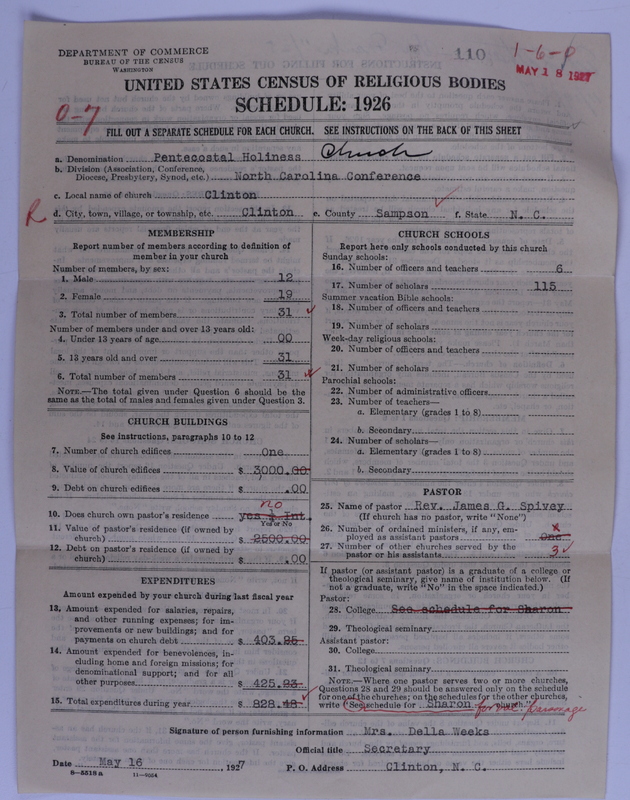 DEPARTMENT OF COMMERCE
BUREAU OF THE CENSUS
WASHINGTON
110
1-6-P
MAY 18 1927
UNITED STATES CENSUS OF RELIGIOUS BODIES
SCHEDULE: 1926
0-7
FILL OUT A SEPARATE SCHEDULE FOR EACH CHURCH. SEE INSTRUCTIONS ON THE BACK OF THIS SHEET
a. Denomination Pentecostal Holiness Church
b. Division (Association, Conference,
Diocese, Presbytery, Synod, etc.) North Carolina Conference
c. Local name of church Clinton
R d. City, town, village, or township, etc. Clinton e. County Sampson f. State N. C.
MEMBERSHIP
Report number of members according to definition of
member in your church
Number of members, by sex:
1. Male 12
2. Female 19
3. Total number of members 31
Number of members under and over 13 years old:
4. Under 13 years of age 00
5. 13 years old and over 31
6. Total number of members 31
NOTE.—The total given under Question 6 should be the
same as the total of males and females given under Question 3.
CHURCH BUILDINGS
See instructions, paragraphs 10 to 12
7. Number of church edifices One
8. Value of church edifices $ 3000.00
9. Debt on church edifices $ .00
no
10. Does church own pastor's residence yes ½ Int.
Yes or No
11. Value of pastor's residence (if owned by
church) $ 2500.00
12. Debt on pastor's residence (if owned by
church) $ .00
EXPENDITURES
Amount expended by your church during last fiscal year
13. Amount expended for salaries, repairs,
and other running expenses; for im-
provements or new buildings; and for
payments on church debt $ 403.25
14. Amount expended for benevolences, in-
cluding home and foreign missions; for
denominational support; and for all
other purposes $ 425.23
15. Total expenditures during year $ 828.48
CHURCH SCHOOLS
Report here only schools conducted by this church
Sunday schools:
16. Number of officers and teachers 6
17. Number of scholars 115
Summer vacation Bible schools:
18. Number of officers and teachers
19. Number of scholars
Week-day religious schools:
20. Number of officers and teachers
21. Number of scholars
Parochial schools:
22. Number of administrative officers
23. Number of teachers—
a. Elementary (grades 1 to 8)
b. Secondary
24. Number of scholars—
a. Elementary (grades 1 to 8)
b. Secondary
PASTOR
25. Name of pastor Rev. James G. Spivey
(If church has no pastor, write "None")
26. Number of ordained ministers, if any, em-
ployed as assistant pastors One
27. Number of other churches served by the
pastor or his assistants 3
If pastor (or assistant pastor) is a graduate of a college or
theological seminary, give name of institution below. (If
not a graduate, write "No" in the space indicated.)
Pastor:
28. College See schedule for Sharon
29. Theological seminary
Assistant pastor:
30. College
31. Theological seminary
NOTE.—Where one pastor serves two or more churches,
Questions 28 and 29 should be answered only on the schedule
for one of the churches; on the schedules for the other churches,
write "See schedule for Sharon church." for val parsonage
Signature of person furnishing information Mrs. Della Weeks
Official title Secretary
Date May 16 1927 P. O. Address Clinton, N. C.
8-5518 a 11-9054